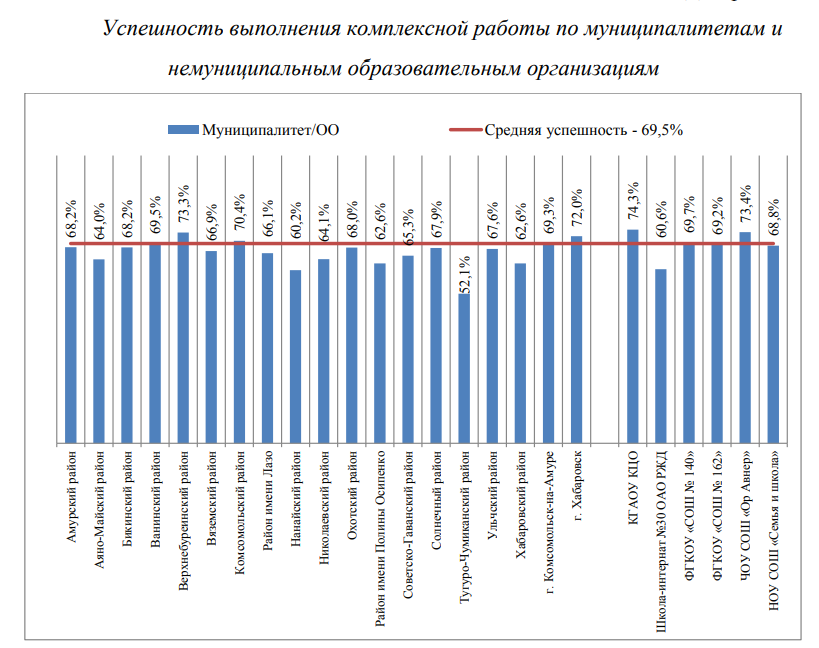 Успешность выполнения комплексной работы по муниципалитетам и
немуниципальным образовательным организациям
Муниципалитет/ОО
Средняя успешность - 69,5%
68,2%
64,0%
68,2%
69,5%
73,3%
66,9%
70,4%
66,1%
60,2%
64,1%
68,0%
62,6%
65,3%
67,9%
52,1%
67,6%
62,6%
69,3%
72,0%
74,3%
60,6%
69,7%
69,2%
73,4%
68,8%
Амурский район
Аяно-Майский район
Бикинский район
Ванинский район
Верхнебуреинский район
Вяземский район
Комсомольский район
Район имени Лазо
Нанайский район
Николаевский район
Охотский район
Район имени Полины Осипенко
Советско-Гаванский район
Солнечный район
Тугуро-Чумиканский район
Ульчский район
Хабаровский район
г. Комсомольск-на-Амуре
г. Хабаровск
КГАОУ КЦО
Школа-интернат №30 ОАО РЖД
ФГКОУ «СОШ № 140»
ФГКОУ «СОШ № 162»
ЧОУ СОШ «Ор Авнер»
НОУ СОШ «Семья и школа»